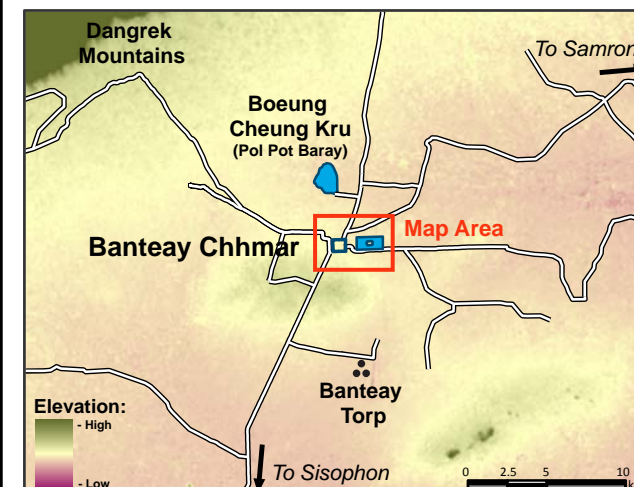 Dangrek
Mountains
To Samron
Boeung
Cheung Kru
(Pol Pot Baray)
Map Area
Banteay Chhmar
Banteay
Torp
Elevation:
- High
- Low
To Sisophon
0 2.5 5 10